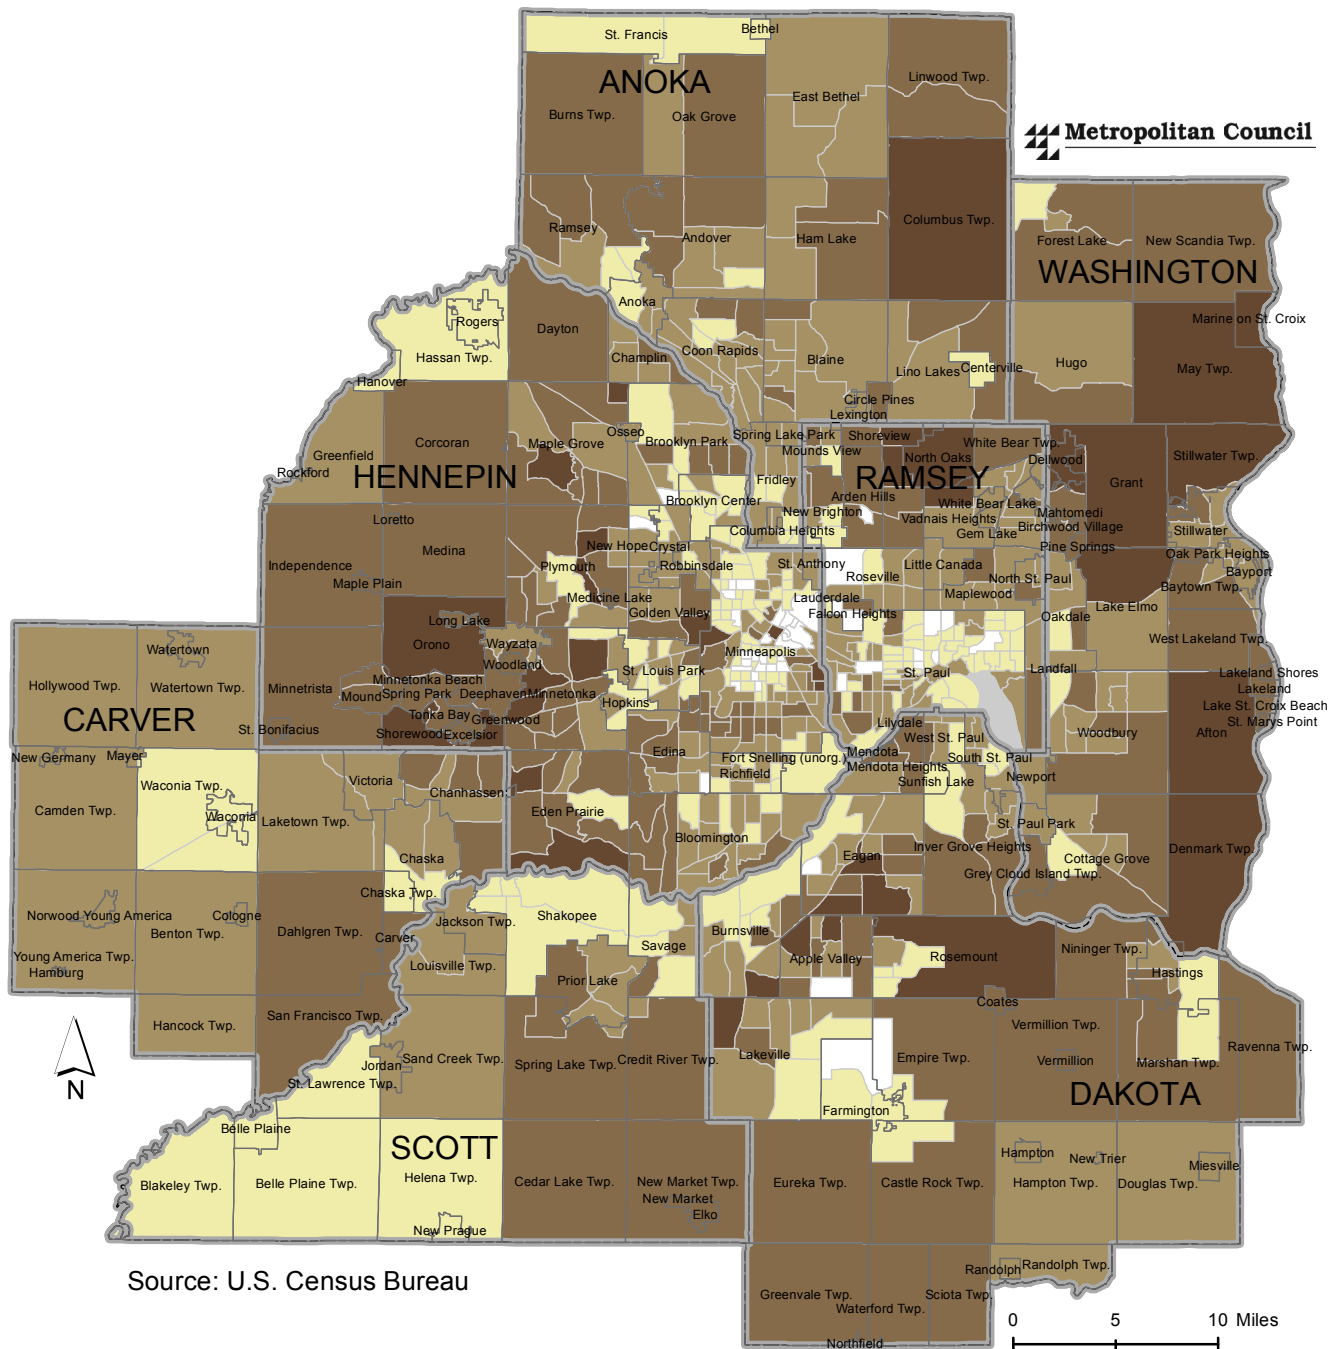 St. Francis
Bethel
ANOKA
Linwood Twp.
East Bethel
Burns Twp.
Oak Grove
Metropolitan Council
Columbus Twp.
Ramsey
Andover
Ham Lake
Forest Lake
New Scandia Twp.
WASHINGTON
Anoka
Rogers
Hassan Twp.
Dayton
Marine on St. Croix
Champlin
Coon Rapids
Blaine
Lino Lakes
Centerville
Hugo
May Twp.
Hanover
Circle Pines
Lexington
Corcoran
Maple Grove
Osseo
Brooklyn Park
Spring Lake Park
Shoreview
White Bear Twp.
Mounds View
North Oaks
Dellwood
Greenfield
Stillwater Twp.
Rockford
HENNEPIN
Fridley
RAMSEY
Grant
Brooklyn Center
Arden Hills
White Bear Lake
Loretto
New Brighton
Vadnais Heights
Mahtomedi
Birchwood Village
Columbia Heights
Gem Lake
Stillwater
Medina
New Hope
Crystal
Pine Springs
Oak Park Heights
Independence
Plymouth
Robbinsdale
St. Anthony
Little Canada
Bayport
Maple Plain
Roseville
North St. Paul
Baytown Twp.
Medicine Lake
Lauderdale
Maplewood
Golden Valley
Falcon Heights
Oakdale
Lake Elmo
Long Lake
Orono
Wayzata
West Lakeland Twp.
Watertown
Minneapolis
Woodland
St. Louis Park
St. Paul
Landfall
Lakeland Shores
Hollywood Twp.
Watertown Twp.
Minnetrista
Minnetonka Beach
Lakeland
Mound
Spring Park
Deephaven
Minnetonka
Hopkins
Lake St. Croix Beach
CARVER
Tonka Bay
Greenwood
Lilydale
St. Marys Point
St. Bonifacius
Shorewood
Excelsior
West St. Paul
Woodbury
Afton
New Germany
Mayer
Edina
Fort Snelling (unorg.)
Mendota
South St. Paul
Richfield
Mendota Heights
Newport
Waconia Twp.
Victoria
Chanhassen
Sunfish Lake
Camden Twp.
Waconia
Laketown Twp.
Eden Prairie
St. Paul Park
Bloomington
Chaska
Eagan
Inver Grove Heights
Cottage Grove
Denmark Twp.
Grey Cloud Island Twp.
Chaska Twp.
Norwood Young America
Cologne
Shakopee
Jackson Twp.
Benton Twp.
Dahlgren Twp.
Carver
Savage
Burnsville
Nininger Twp.
Young America Twp.
Louisville Twp.
Apple Valley
Rosemount
Hamburg
Prior Lake
Hastings
Coates
Hancock Twp.
San Francisco Twp.
Vermillion Twp.
Ravenna Twp.
Sand Creek Twp.
Spring Lake Twp.
Credit River Twp.
Lakeville
Empire Twp.
Vermillion
Marshan Twp.
Jordan
St. Lawrence Twp.
N
DAKOTA
Farmington
Belle Plaine
SCOTT
Hampton
New Trier
Miesville
Blakeley Twp.
Belle Plaine Twp.
Helena Twp.
Cedar Lake Twp.
New Market Twp.
Eureka Twp.
Castle Rock Twp.
Hampton Twp.
Douglas Twp.
New Market
Elko
New Prague
Source: U.S. Census Bureau
Randolph
Randolph Twp.
Greenvale Twp.
Waterford Twp.
Sciota Twp.
Northfield
0 5 10 Miles